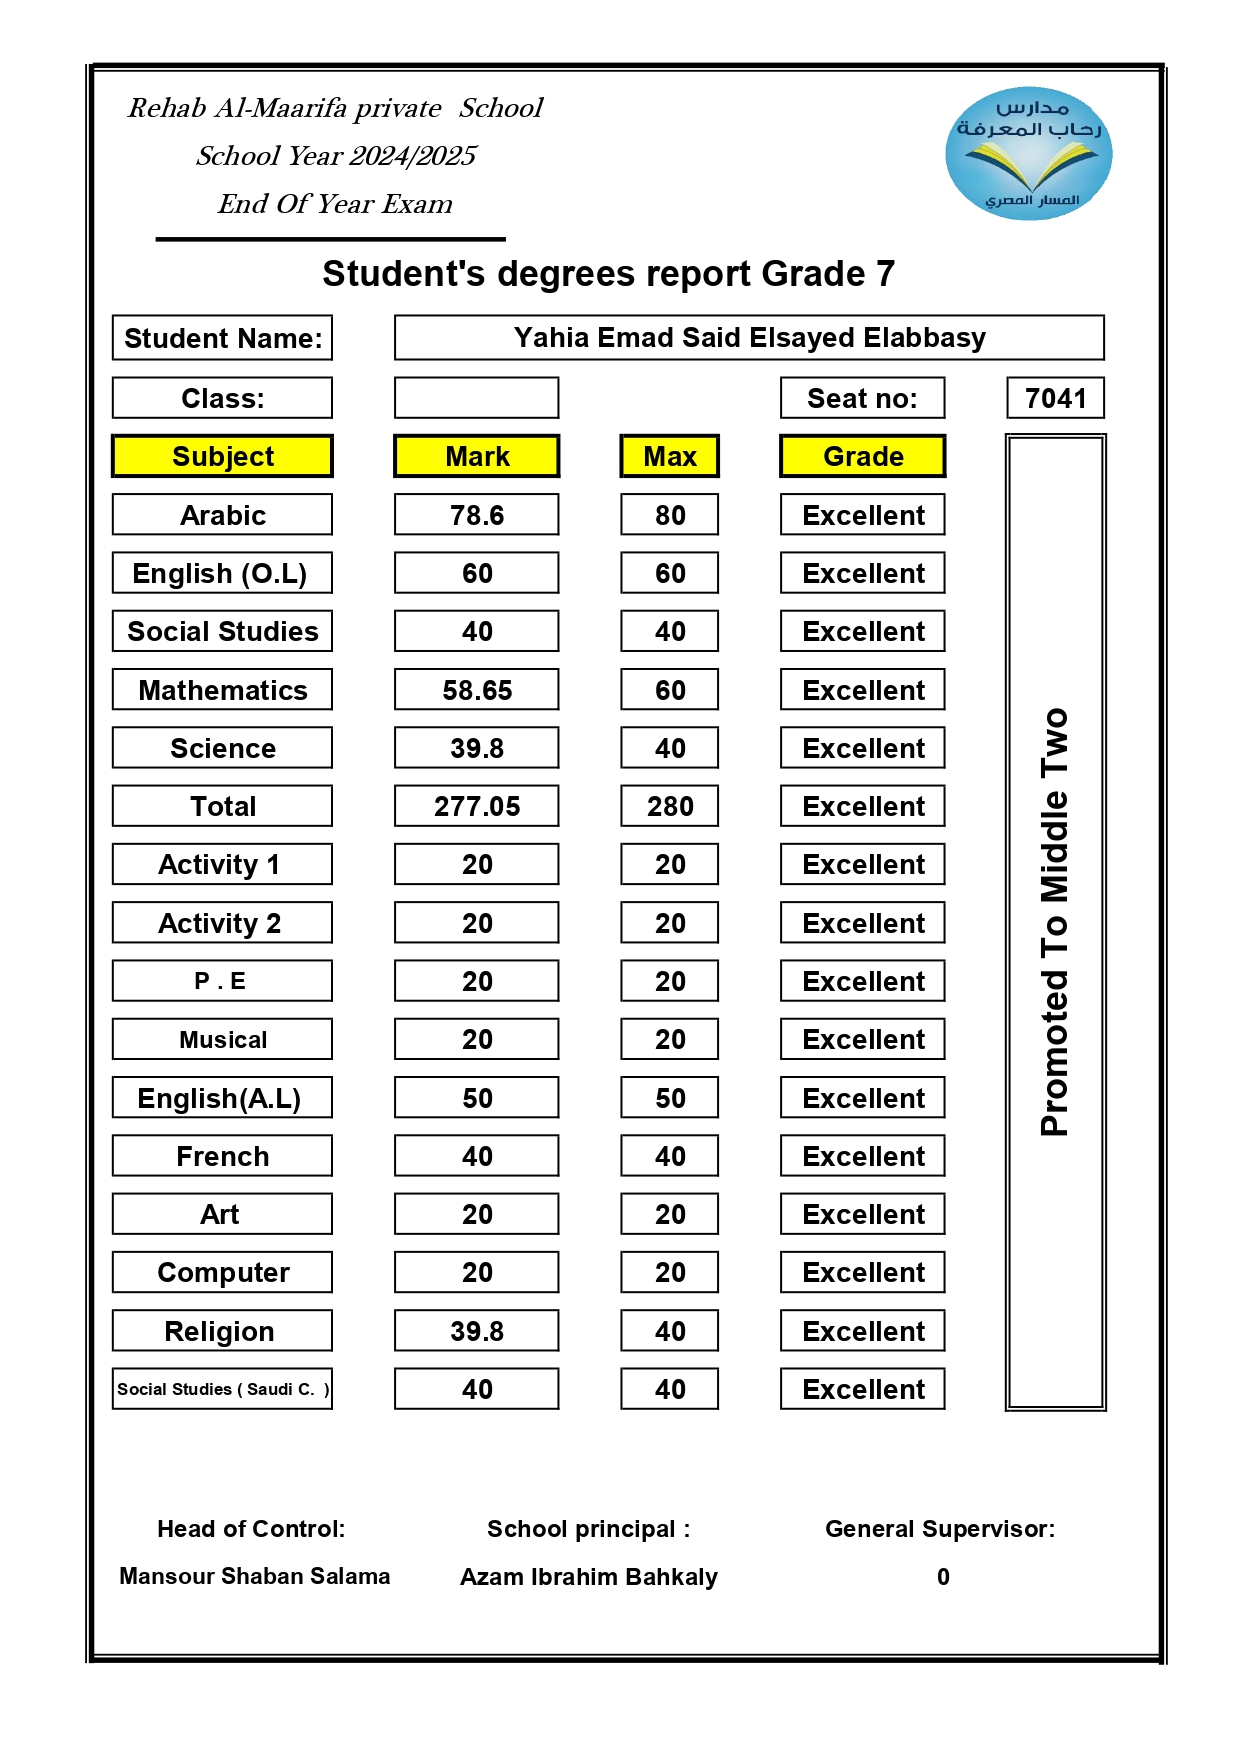 Rehab Al-Maarifa private School
School Year 2024/2025
End Of Year Exam
مدارس
رحاب المعرفة
المسار المصري
Student's degrees report Grade 7
Student Name: Yahia Emad Said Elsayed Elabbasy
Class: Seat no: 7041
Subject Mark Max Grade
Arabic 78.6 80 Excellent
English (O.L) 60 60 Excellent
Social Studies 40 40 Excellent
Mathematics 58.65 60 Excellent
Science 39.8 40 Excellent
Total 277.05 280 Excellent
Activity 1 20 20 Excellent
Activity 2 20 20 Excellent
P . E 20 20 Excellent
Musical 20 20 Excellent
English(A.L) 50 50 Excellent
French 40 40 Excellent
Art 20 20 Excellent
Computer 20 20 Excellent
Religion 39.8 40 Excellent
Social Studies ( Saudi C. ) 40 40 Excellent
Promoted To Middle Two
Head of Control: School principal : General Supervisor:
Mansour Shaban Salama Azam Ibrahim Bahkaly 0